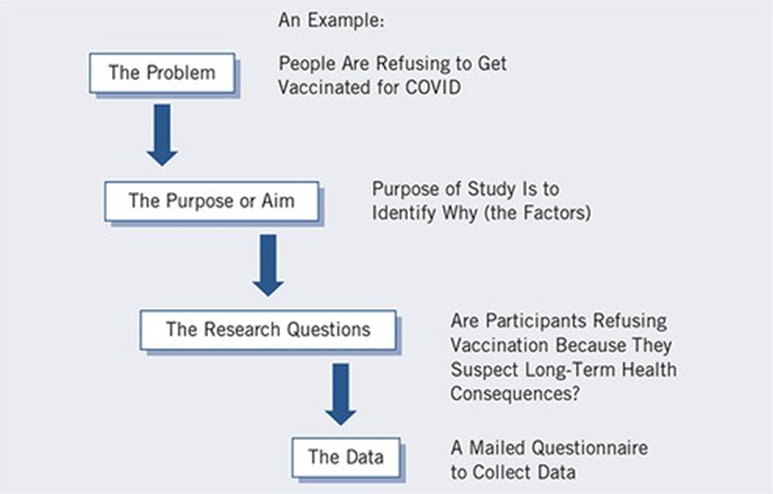 An Example:
The Problem
People Are Refusing to Get
Vaccinated for COVID
The Purpose or Aim
Purpose of Study Is to
Identify Why (the Factors)
The Research Questions
Are Participants Refusing
Vaccination Because They
Suspect Long-Term Health
Consequences?
The Data
A Mailed Questionnaire
to Collect Data